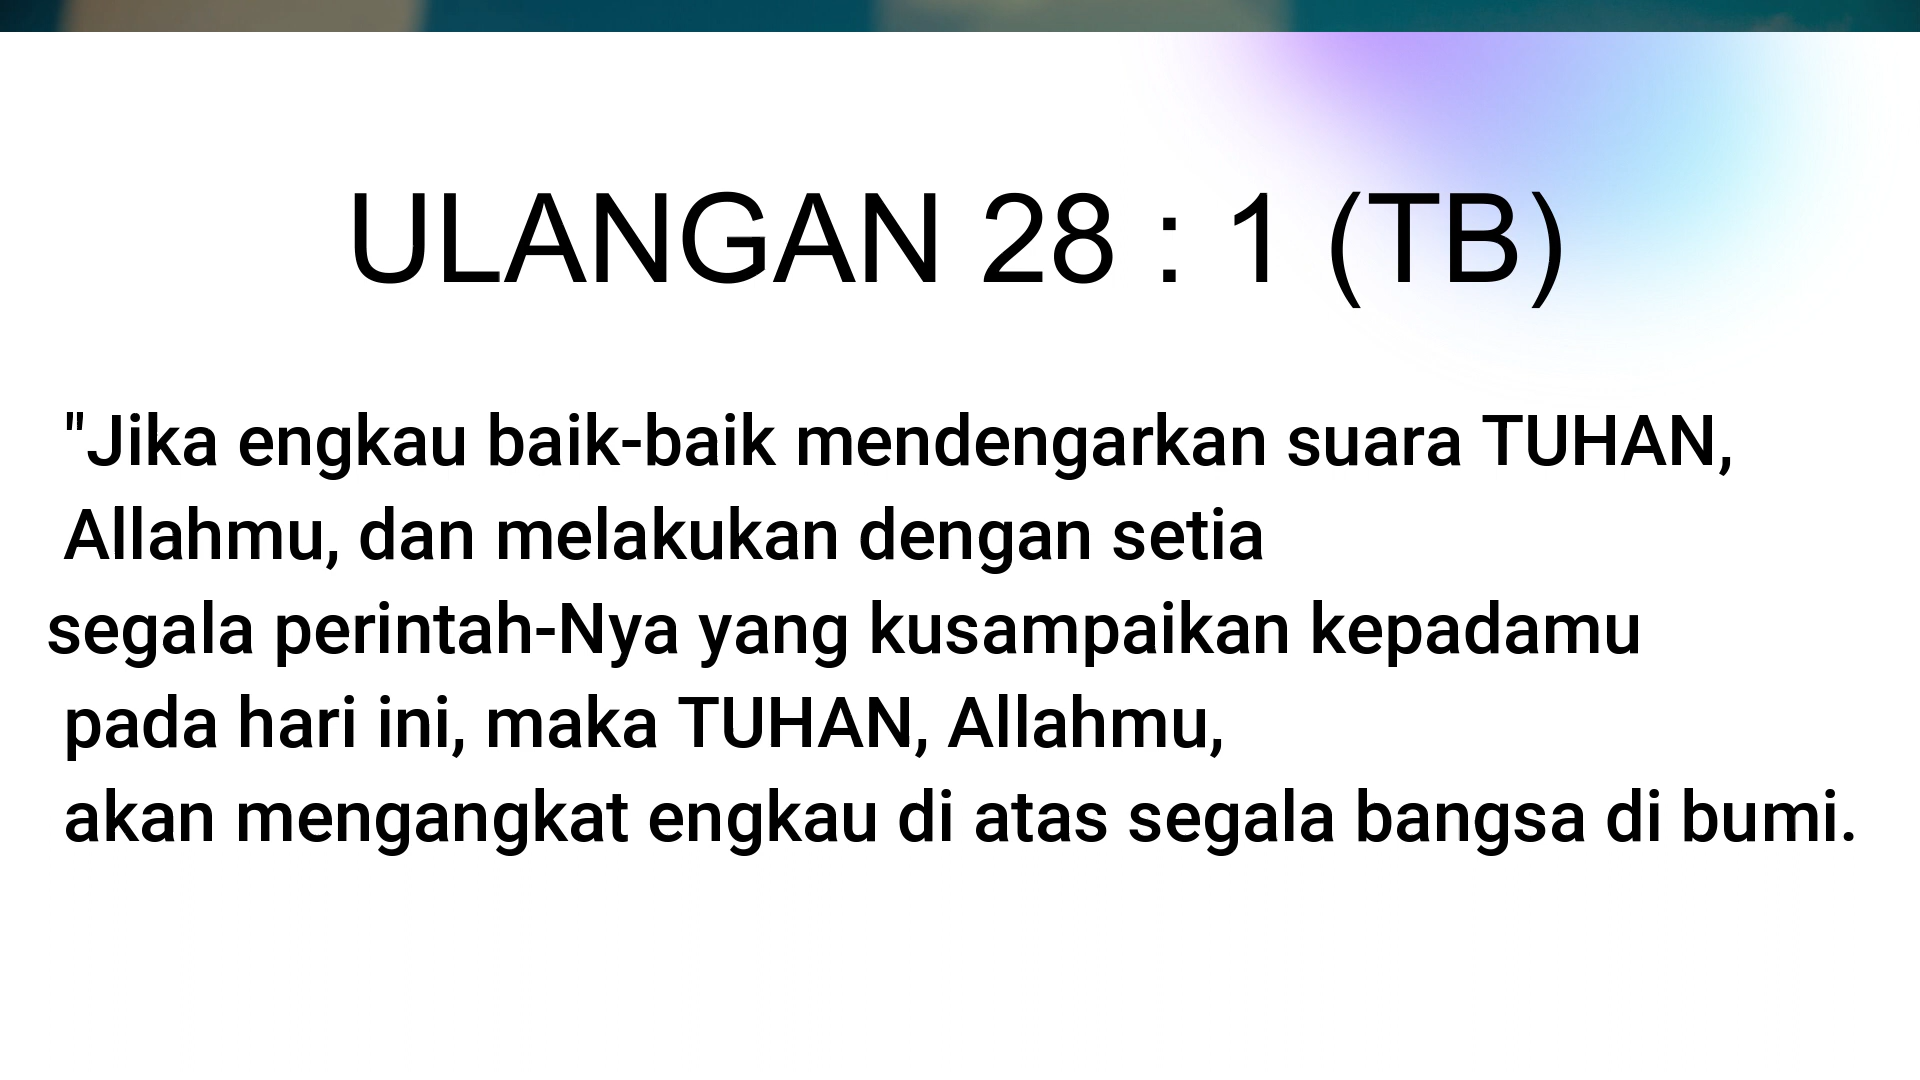 ULANGAN 28 : 1 (TB)
"Jika engkau baik-baik mendengarkan suara TUHAN,
Allahmu, dan melakukan dengan setia
segala perintah-Nya yang kusampaikan kepadamu
pada hari ini, maka TUHAN, Allahmu,
akan mengangkat engkau di atas segala bangsa di bumi.